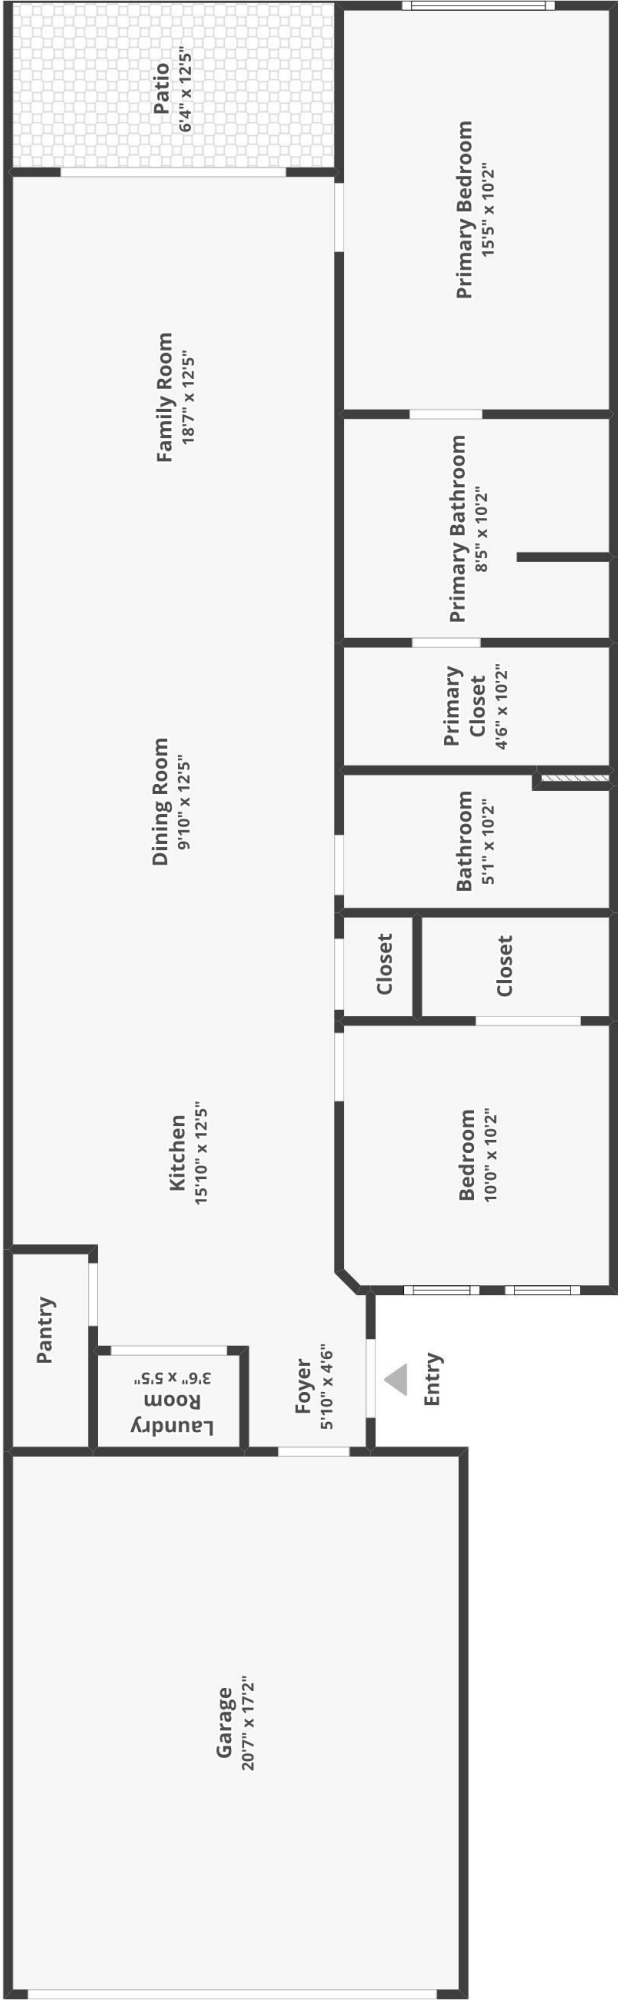 Patio
6'4" x 12'5"
Primary Bedroom
15'5" x 10'2"
Family Room
18'7" x 12'5"
Primary Bathroom
8'5" x 10'2"
Primary
Closet
4'6" x 10'2"
Dining Room
9'10" x 12'5"
Bathroom
5'1" x 10'2"
Closet
Closet
Kitchen
15'10" x 12'5"
Bedroom
10'0" x 10'2"
Pantry
Laundry
Room
3'6" x 5'5"
Foyer
5'10" x 4'6"
Entry
Garage
20'7" x 17'2"